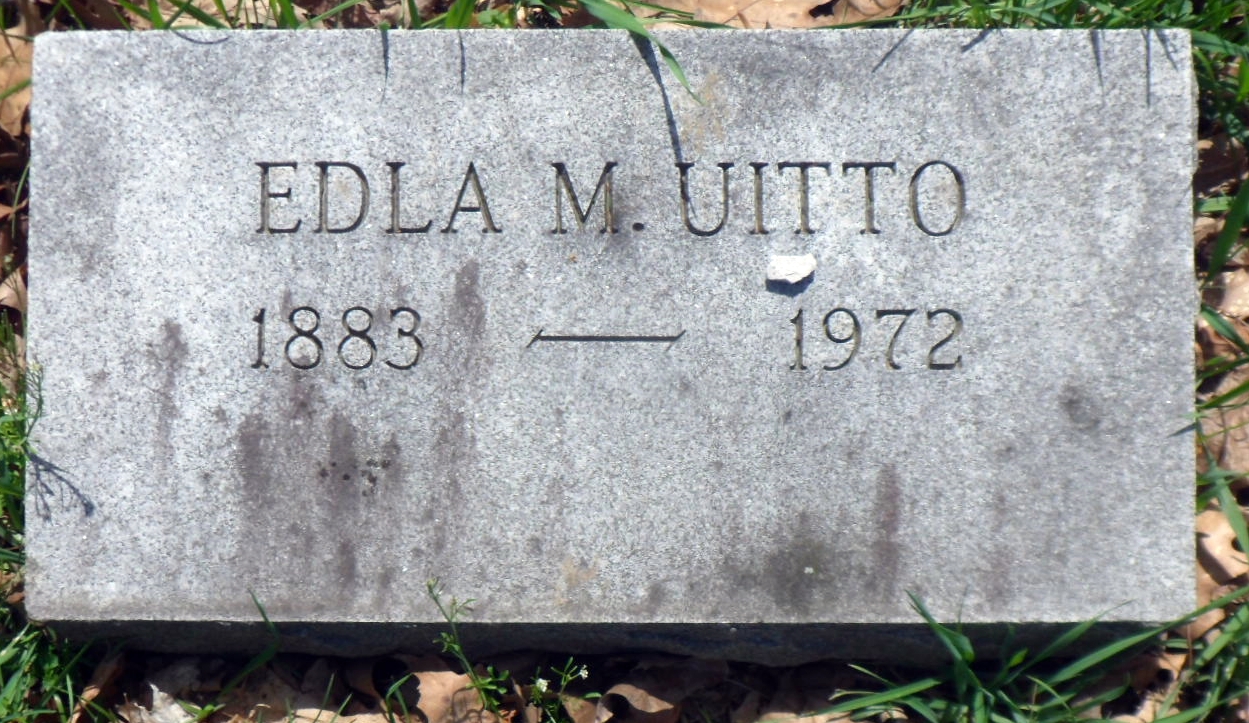 EDLA M. UITTO
1883 — 1972